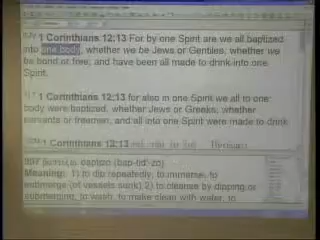 1 Corinthians 12:13 For by one Spirit are we all baptized
into one body, whether we be Jews or Gentiles, whether we
be bond or free; and have been all made to drink into one
Spirit.
1 Corinthians 12:13 for also in one Spirit we all to one
body were baptized, whether Jews or Greeks, whether
servants or freemen, and all into one Spirit were made to drink
1 Corinthians 12:13
907 baptizo {bap-tid'-zo}
Meaning: 1) to dip repeatedly, to immerse, to
submerge (of vessels sunk) 2) to cleanse by dipping or
submerging, to wash, to make clean with water, to